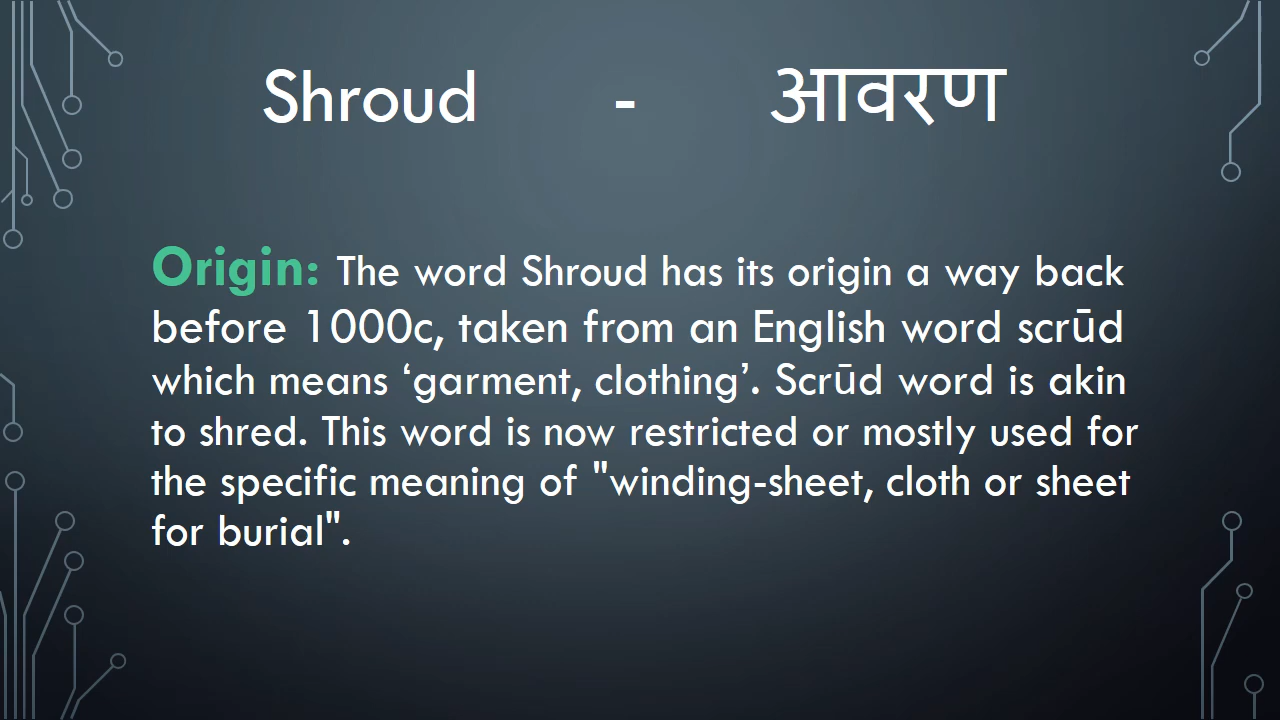 Shroud - आवरण
Origin: The word Shroud has its origin a way back
before 1000c, taken from an English word scrūd
which means ‘garment, clothing’. Scrūd word is akin
to shred. This word is now restricted or mostly used for
the specific meaning of "winding-sheet, cloth or sheet
for burial".